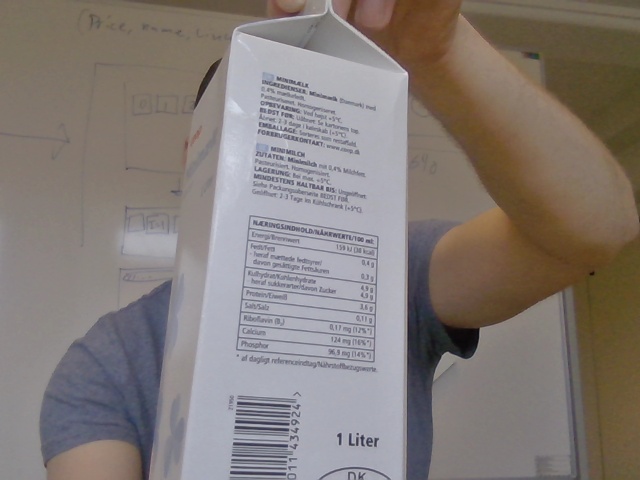 MINIMÆLK
INGREDIENSER: Minimælk (Danmark) med
0,4% mælkefedt.
Pasteuriseret. Homogeniseret.
OPBEVARING: Ved højst +5°C.
BEDST FØR: Uåbnet: Se kartonens top.
Åbnet: 2-3 dage i køleskab (+5°C).
EMBALLAGE: Sorteres som restaffald.
FORBRUGERKONTAKT: www.coop.dk
MINIMILCH
ZUTATEN: Minimilch mit 0,4% Milchfett.
Pasteurisiert. Homogenisiert.
LAGERUNG: Bei max. +5°C.
MINDESTENS HALTBAR BIS: Ungeöffnet:
Siehe Packungsoberseite BEDST FØR.
Geöffnet: 2-3 Tage im Kühlschrank (+5°C).
NÆRINGSINDHOLD/NÄHRWERTE/100 ml:
Energi/Brennwert 159 kJ (38 kcal)
Fedt/Fett 0,4 g
- heraf mættede fedtsyrer/
davon gesättigte Fettsäuren 0,3 g
Kulhydrat/Kohlenhydrate 4,9 g
- heraf sukkerarter/davon Zucker 4,9 g
Protein/Eiweiß 3,6 g
Salt/Salz 0,11 g
Riboflavin (B₂) 0,17 mg (12%*)
Calcium 124 mg (16%*)
Phosphor 96,9 mg (14%*)
* af dagligt referenceindtag/Nährstoffbezugswerte.
1 Liter
011 434924 >
DK